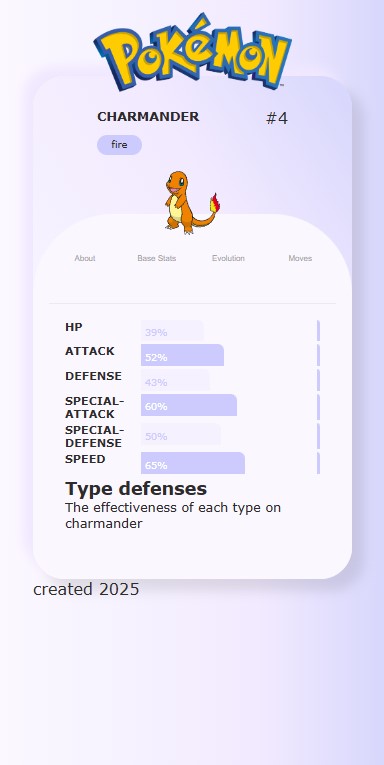 POKéMON
CHARMANDER
#4
fire
About
Base Stats
Evolution
Moves
HP
39%
ATTACK
52%
DEFENSE
43%
SPECIAL-
ATTACK
60%
SPECIAL-
DEFENSE
50%
SPEED
65%
Type defenses
The effectiveness of each type on
charmander
created 2025